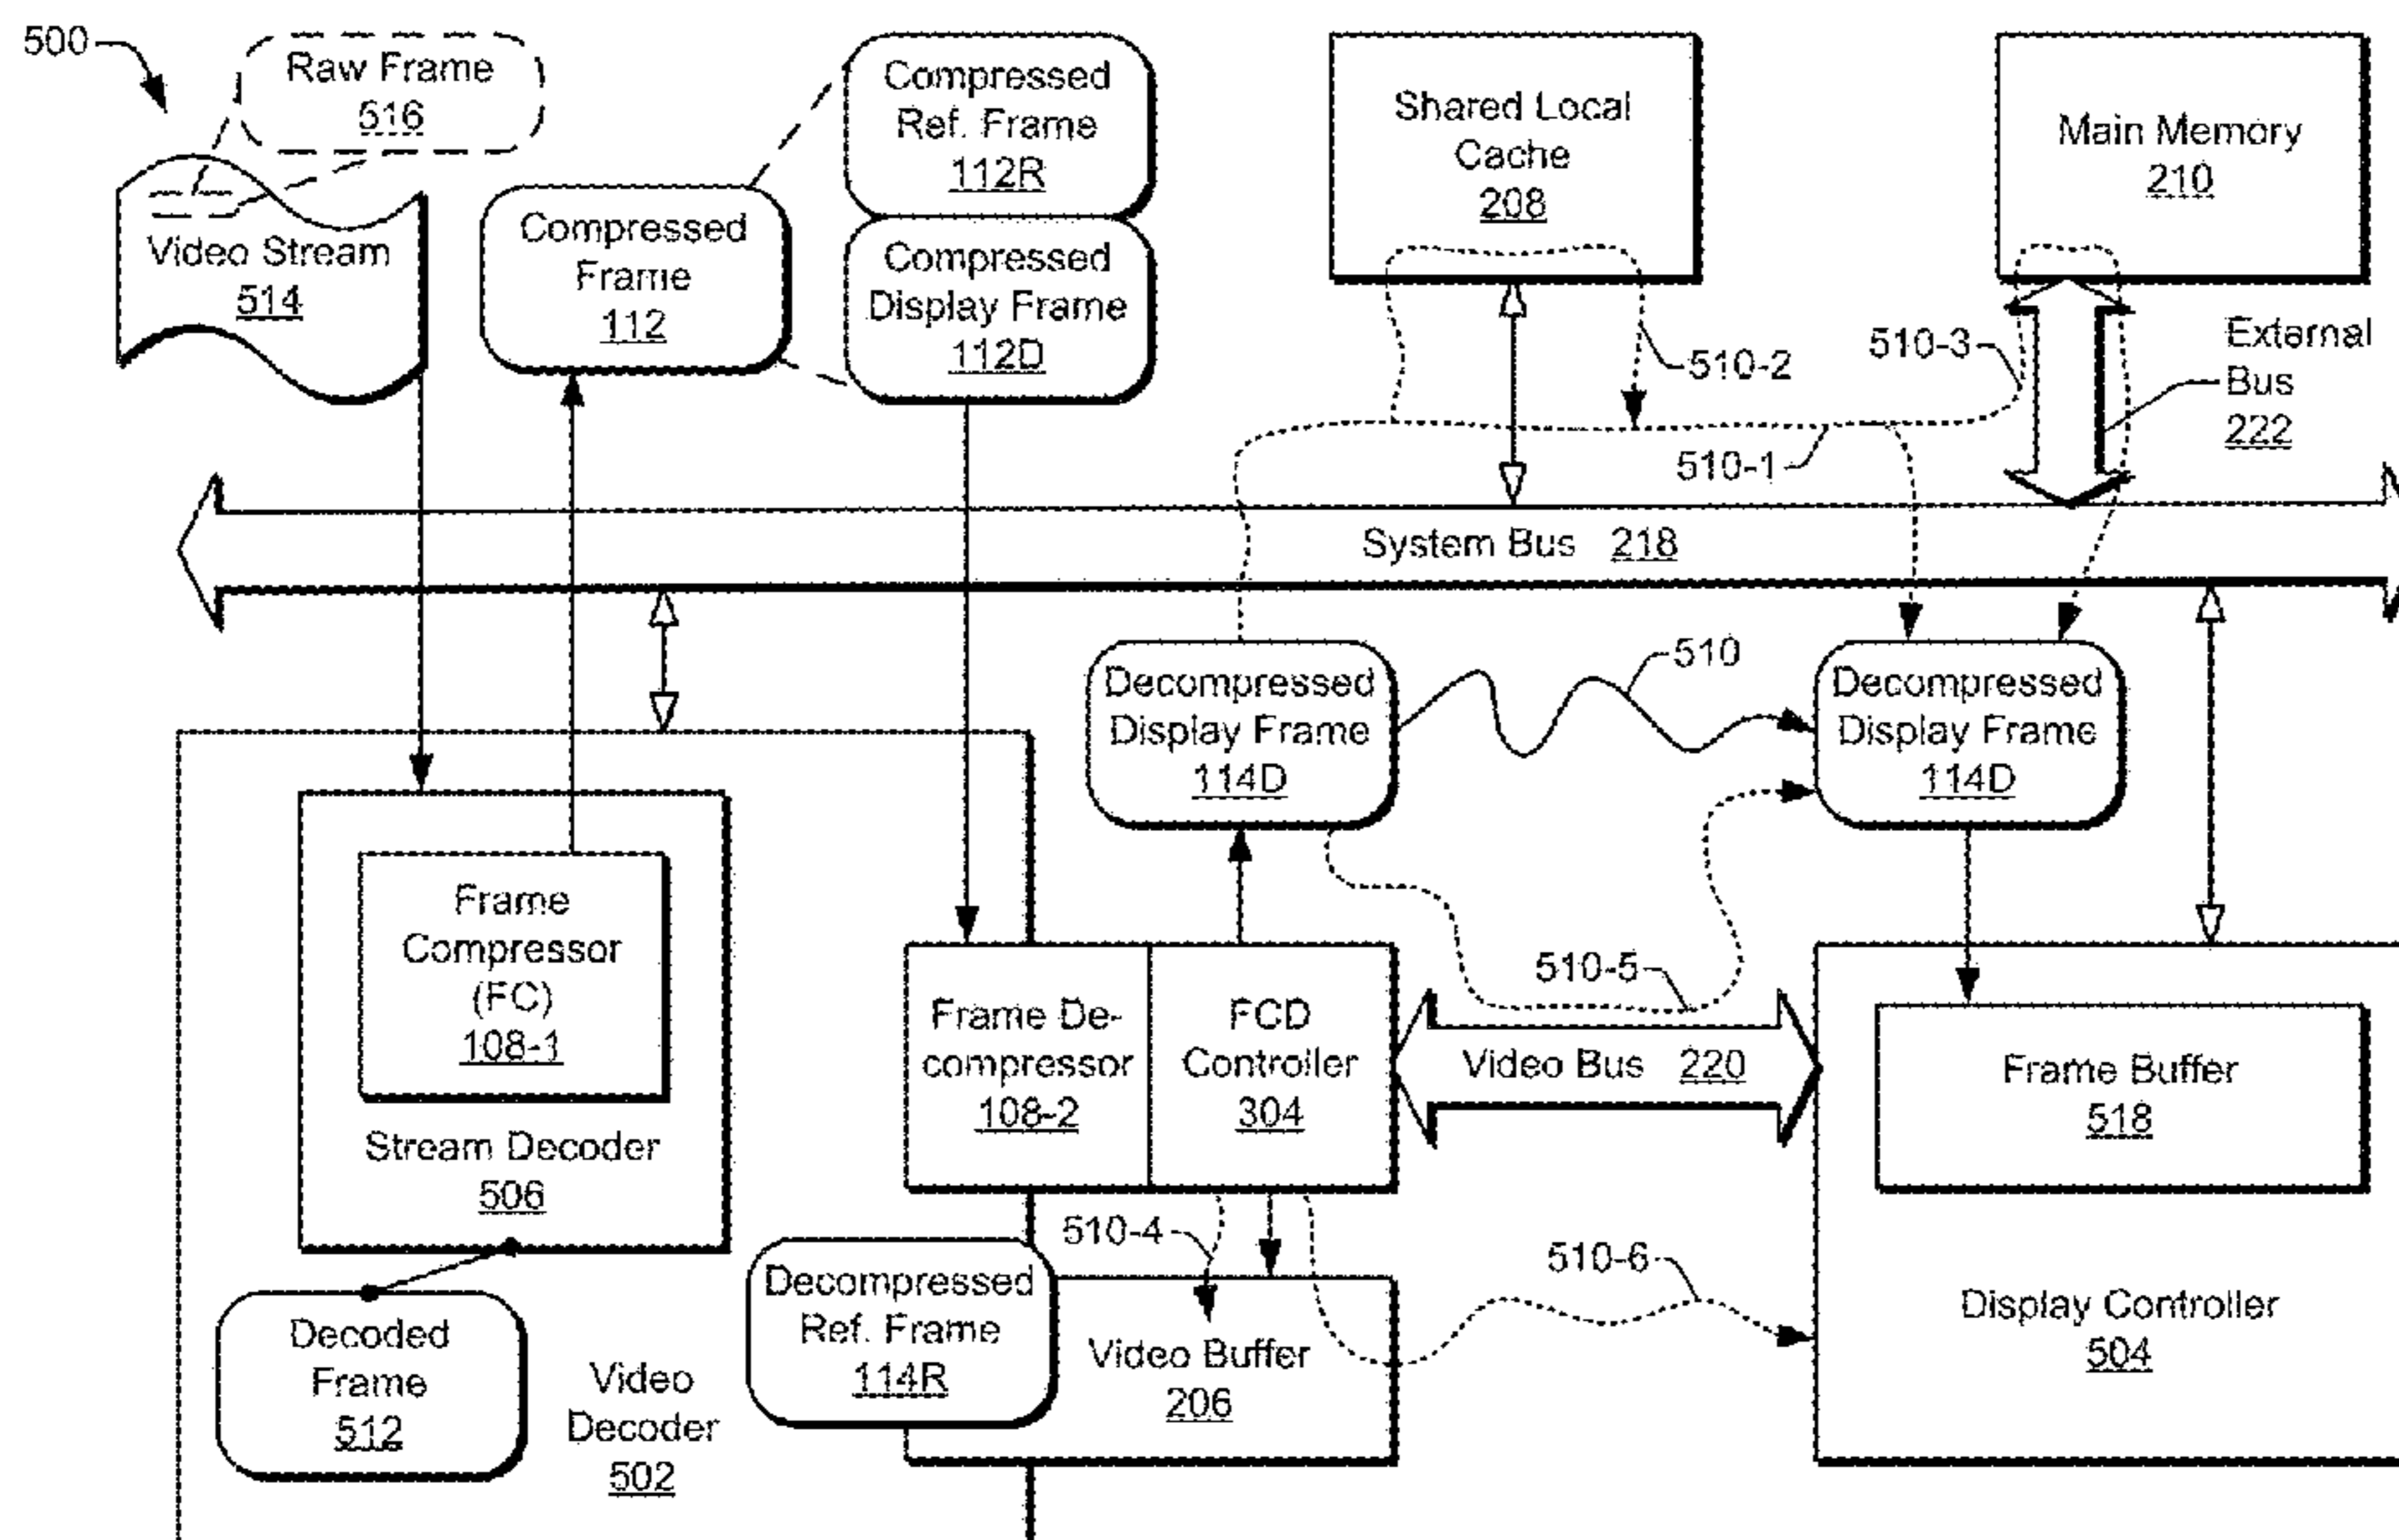 500
Raw Frame
516
Video Stream
514
Compressed
Frame
112
Compressed
Ref. Frame
112R
Compressed
Display Frame
112D
Shared Local
Cache
208
Main Memory
210
510-2
510-3
External
Bus
222
510-1
System Bus 218
Decompressed
Display Frame
114D
510
Decompressed
Display Frame
114D
Frame
Compressor
(FC)
108-1
Stream Decoder
506
Decoded
Frame
512
Video
Decoder
502
Frame De-
compressor
108-2
FCD
Controller
304
510-5
Video Bus 220
Frame Buffer
518
510-4
Decompressed
Ref. Frame
114R
Video Buffer
206
510-6
Display Controller
504